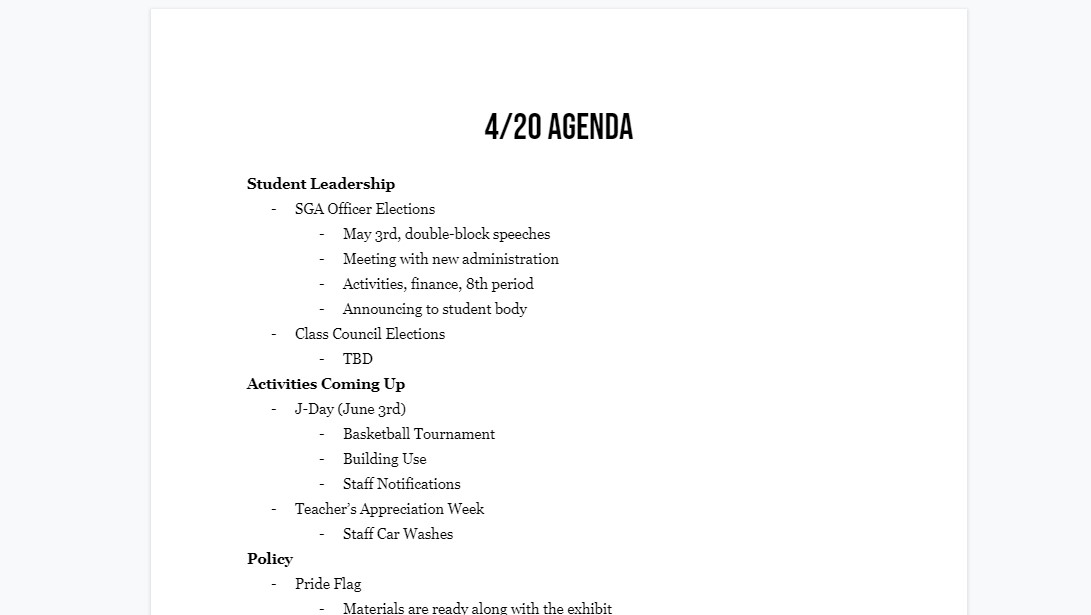 4/20 AGENDA
Student Leadership
- SGA Officer Elections
- May 3rd, double-block speeches
- Meeting with new administration
- Activities, finance, 8th period
- Announcing to student body
- Class Council Elections
- TBD
Activities Coming Up
- J-Day (June 3rd)
- Basketball Tournament
- Building Use
- Staff Notifications
- Teacher’s Appreciation Week
- Staff Car Washes
Policy
- Pride Flag
- Materials are ready along with the exhibit